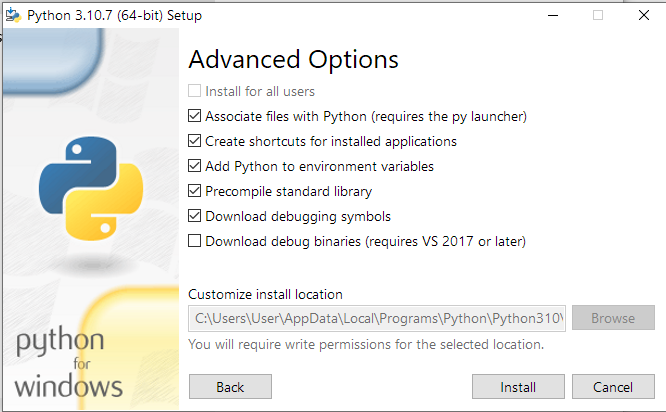 Python 3.10.7 (64-bit) Setup
Advanced Options
Install for all users
Associate files with Python (requires the py launcher)
Create shortcuts for installed applications
Add Python to environment variables
Precompile standard library
Download debugging symbols
Download debug binaries (requires VS 2017 or later)
Customize install location
C:\Users\User\AppData\Local\Programs\Python\Python310\
Browse
You will require write permissions for the selected location.
python
for
windows
Back
Install
Cancel